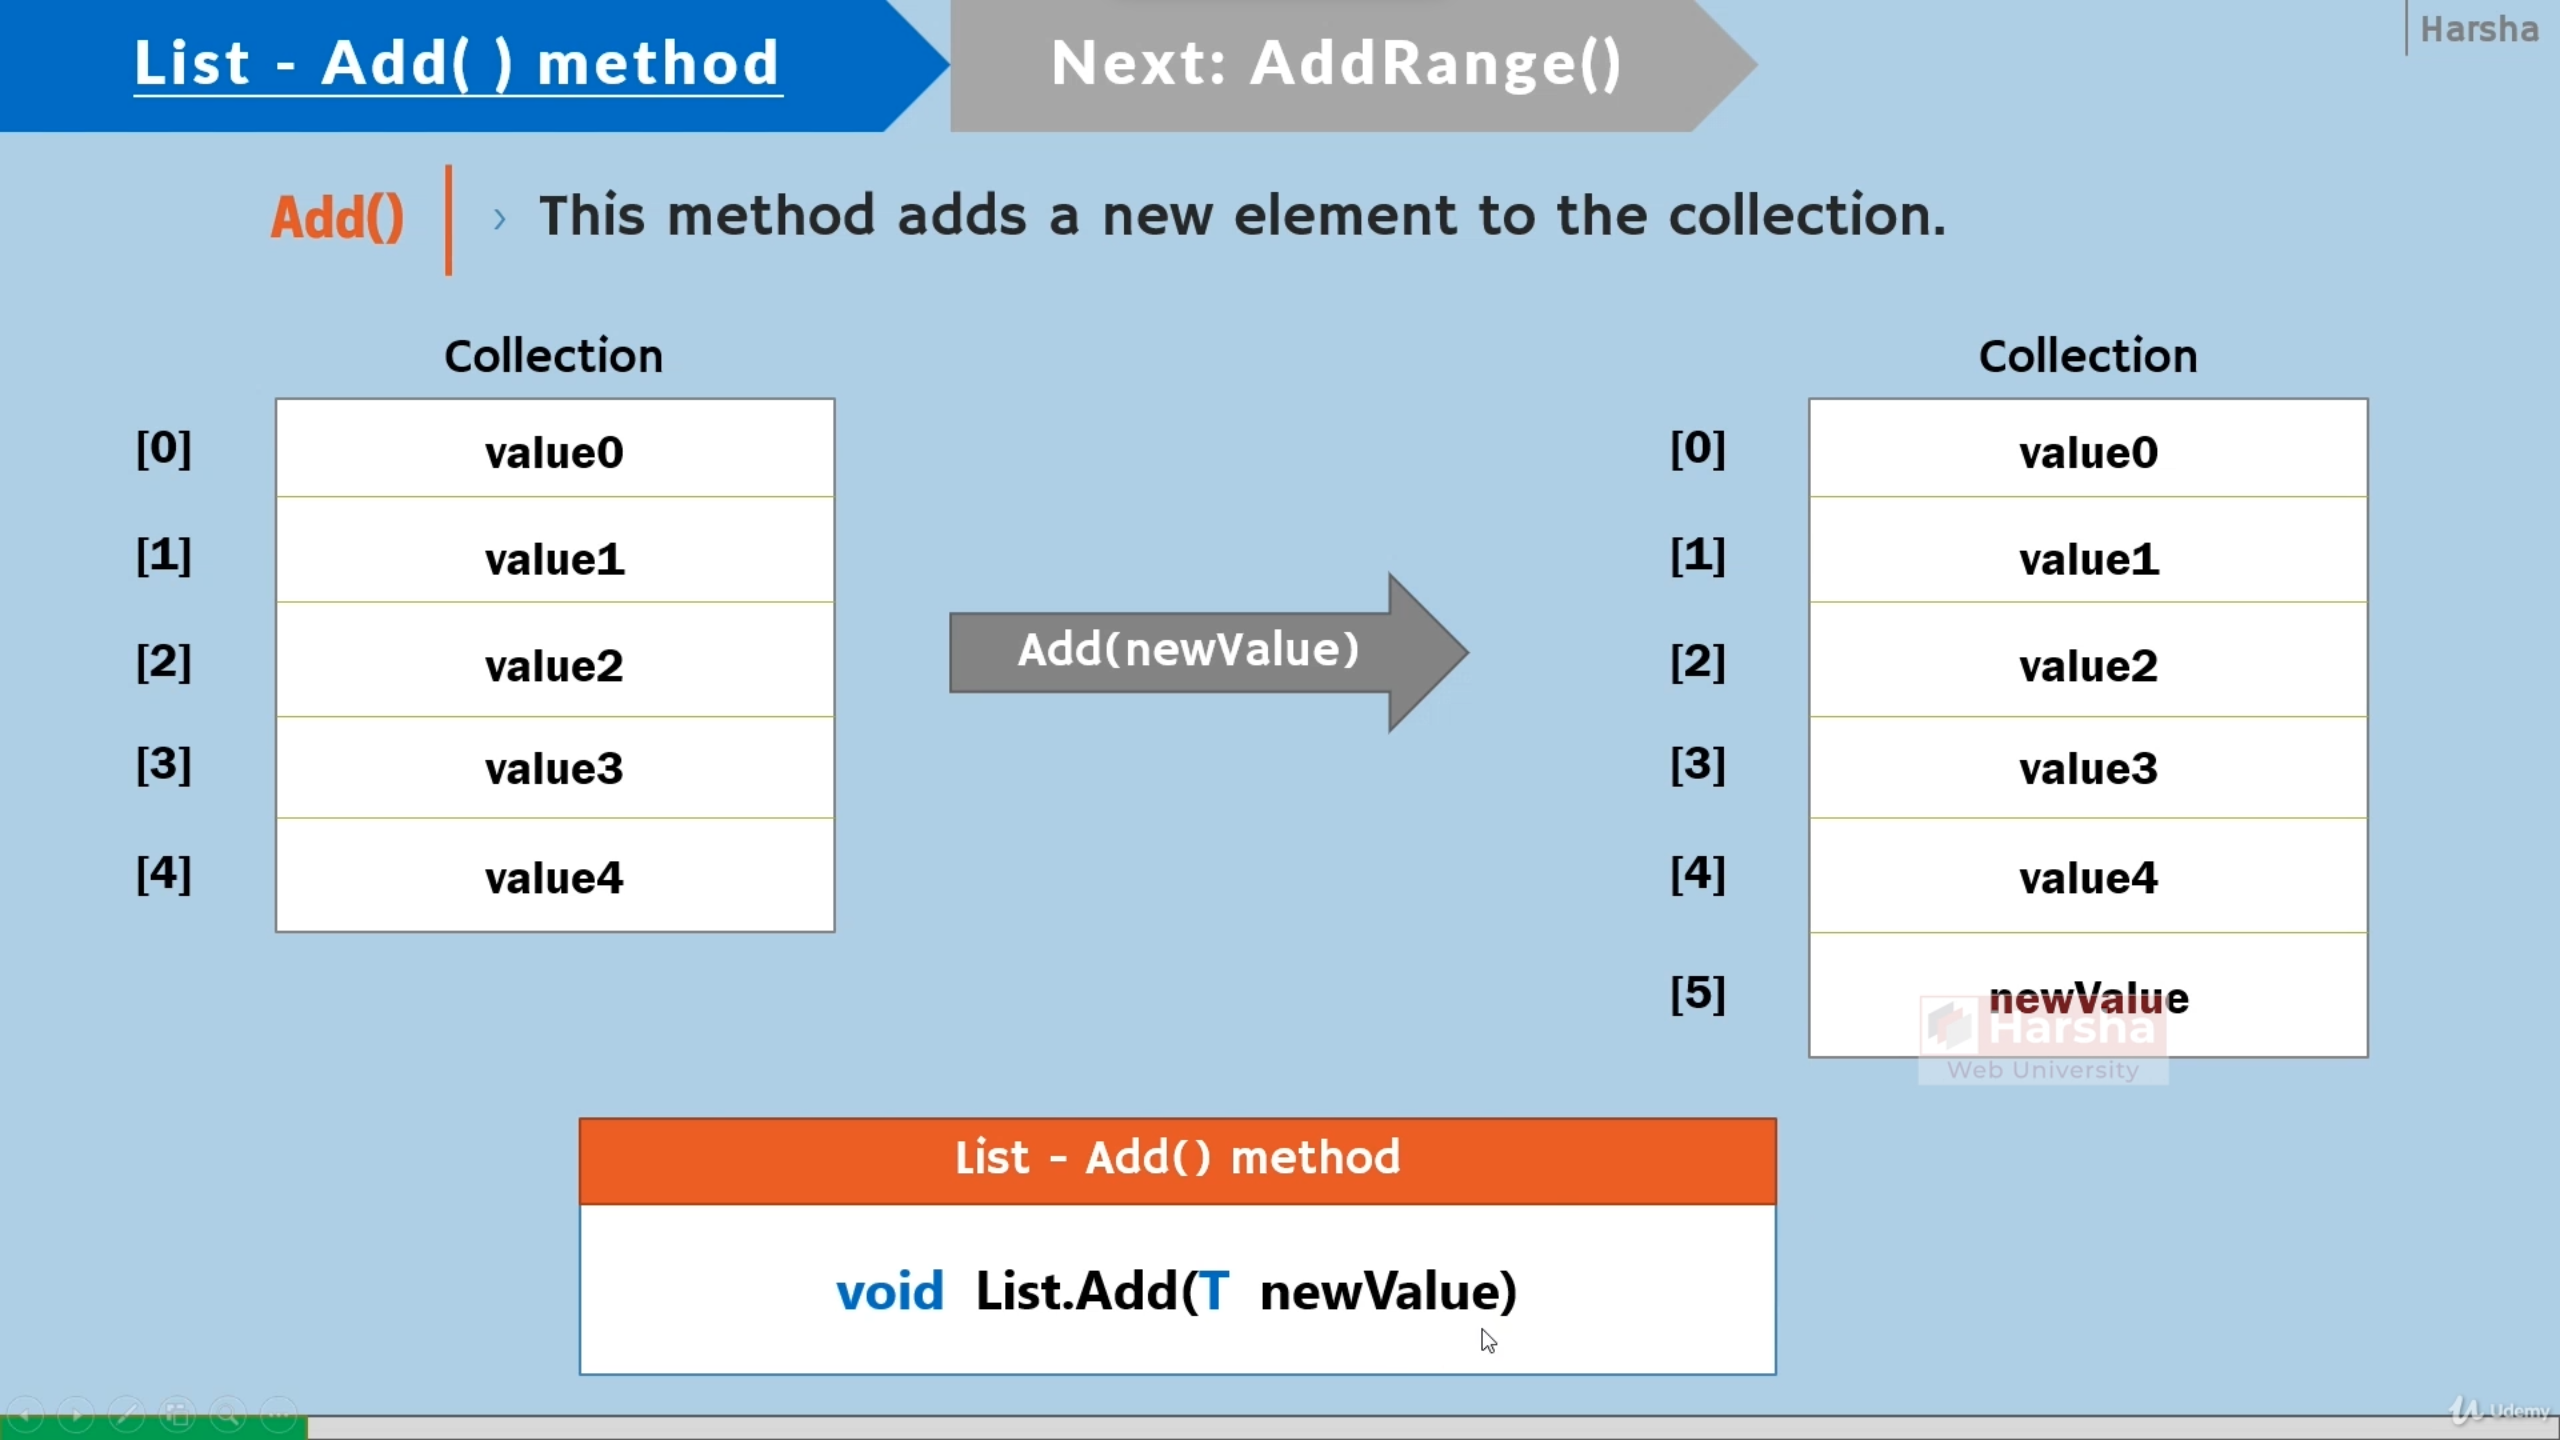 List - Add( ) method
Next: AddRange()
Harsha
Add()
› This method adds a new element to the collection.
Collection
[0] value0
[1] value1
[2] value2
[3] value3
[4] value4
Add(newValue)
Collection
[0] value0
[1] value1
[2] value2
[3] value3
[4] value4
[5] newValue
Harsha
Web University
List - Add() method
void List.Add(T newValue)
Udemy